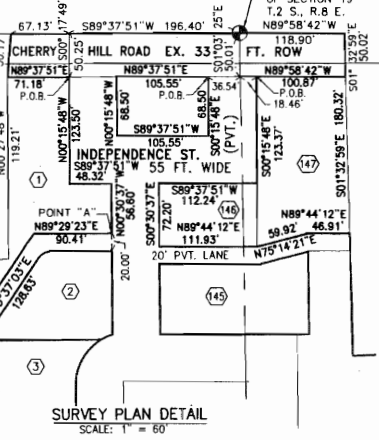 OF SECTION 19
T.2 S., R.8 E.
67.13'
S00°17'49"
S89°37'51"W 196.40'
25"E
S01°03'
50.01'
118.90'
S01°32'59"E
50.02
50.25'
CHERRY HILL ROAD EX. 33 FT. ROW
N89°37'51"E
N89°37'51"E
N89°58'42"W
71.18'
P.O.B.
105.55'
P.O.B.
36.54'
100.87'
P.O.B.
18.46'
N00°27'48"W
119.21'
N00°15'48"W
123.50'
68.50'
68.50'
S00°15'48"E
(PVT.)
S89°37'51"W
105.55'
S00°15'48"E
123.37'
S01°32'59"E 180.32'
INDEPENDENCE ST.
55 FT. WIDE
147
1
S89°37'51"W
48.32'
S89°37'51"W
112.24'
146
POINT "A"
N00°30'37"W
56.60'
S00°30'37"E
72.20'
N89°29'23"E
90.41'
N89°44'12"E
111.93'
N89°44'12"E
46.91'
59.92'
N75°14'21"E
20' PVT. LANE
20.00'
37'03"E
128.63'
2
145
3
SURVEY PLAN DETAIL
SCALE: 1" = 60'